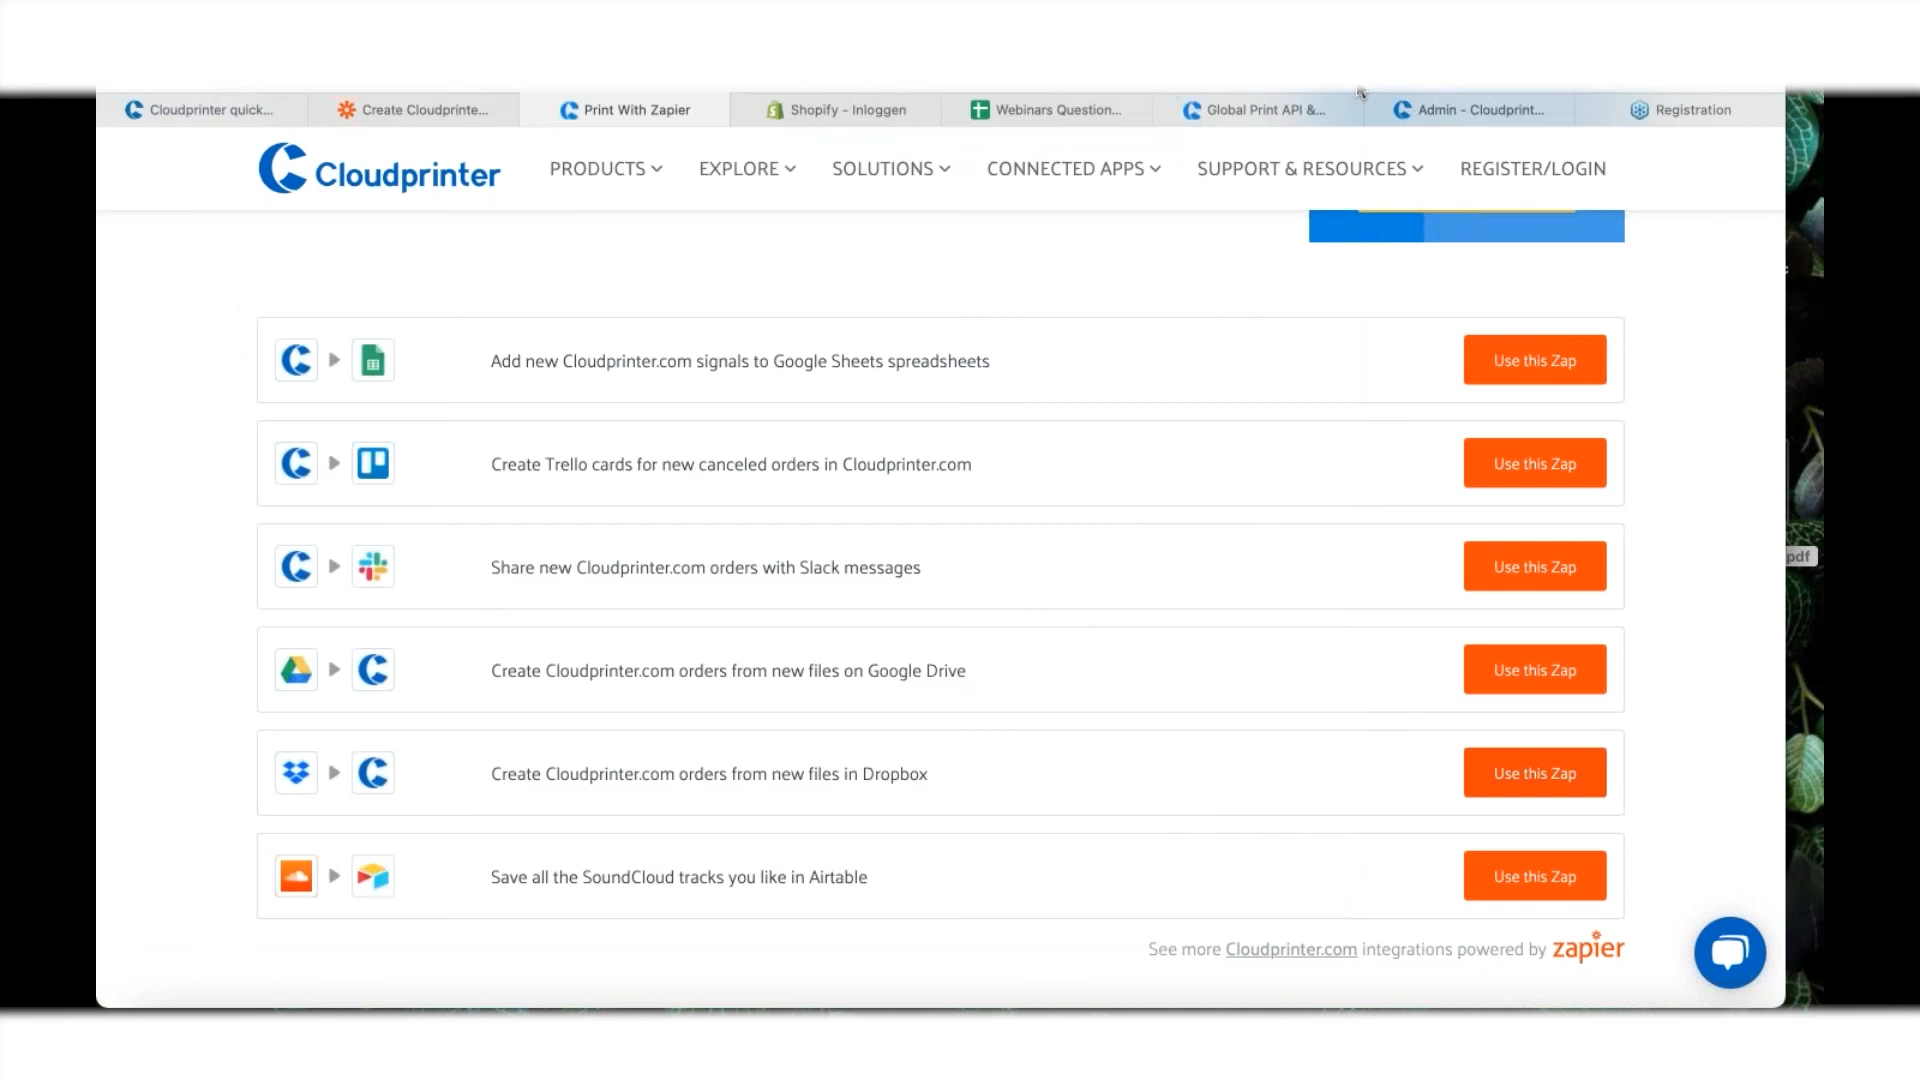 Cloudprinter quick...
Create Cloudprinte...
Print With Zapier
Shopify – Inloggen
Webinars Question...
Global Print API &...
Admin - Cloudprint...
Registration
Cloudprinter
PRODUCTS
EXPLORE
SOLUTIONS
CONNECTED APPS
SUPPORT & RESOURCES
REGISTER/LOGIN
Add new Cloudprinter.com signals to Google Sheets spreadsheets
Use this Zap
Create Trello cards for new canceled orders in Cloudprinter.com
Use this Zap
Share new Cloudprinter.com orders with Slack messages
Use this Zap
pdf
Create Cloudprinter.com orders from new files on Google Drive
Use this Zap
Create Cloudprinter.com orders from new files in Dropbox
Use this Zap
Save all the SoundCloud tracks you like in Airtable
Use this Zap
See more Cloudprinter.com integrations powered by zapier